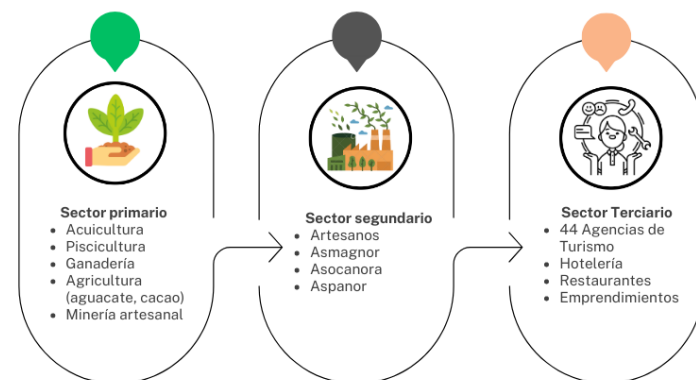 Sector primario
• Acuicultura
• Piscicultura
• Ganadería
• Agricultura
(aguacate, cacao)
• Minería artesanal
Sector segundario
• Artesanos
• Asmagnor
• Asocanora
• Aspanor
Sector Terciario
• 44 Agencias de
Turismo
• Hotelería
• Restaurantes
• Emprendimientos